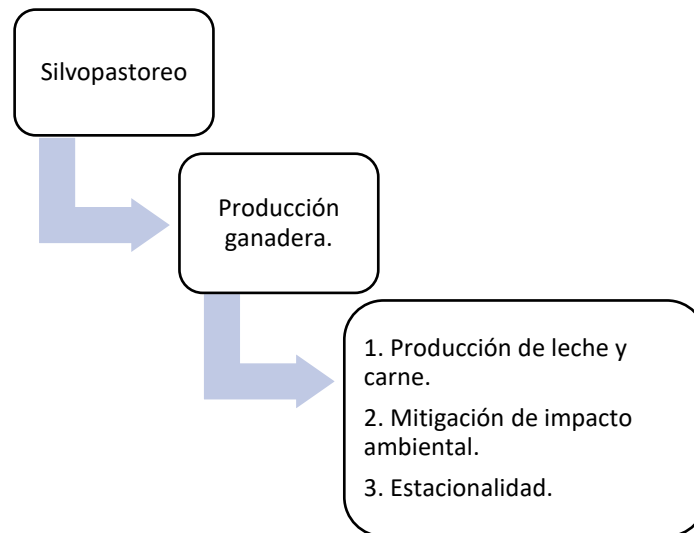 Silvopastoreo
Producción
ganadera.
1. Producción de leche y
carne.
2. Mitigación de impacto
ambiental.
3. Estacionalidad.